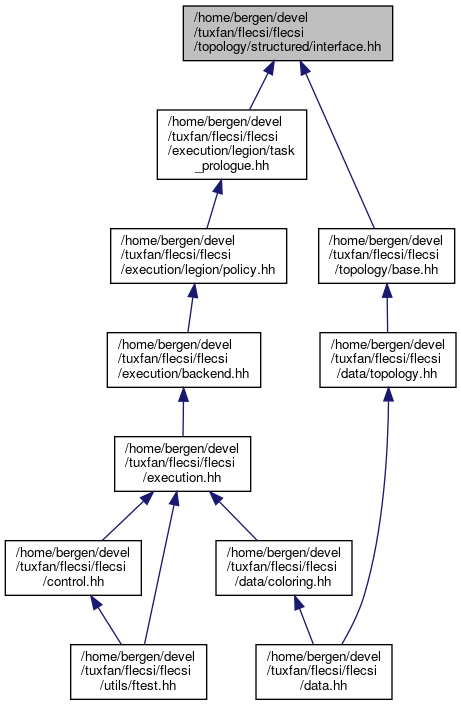 /home/bergen/devel
/tuxfan/flecsi/flecsi
/topology/structured/interface.hh
/home/bergen/devel
/tuxfan/flecsi/flecsi
/execution/legion/task
_prologue.hh
/home/bergen/devel
/tuxfan/flecsi/flecsi
/execution/legion/policy.hh
/home/bergen/devel
/tuxfan/flecsi/flecsi
/topology/base.hh
/home/bergen/devel
/tuxfan/flecsi/flecsi
/execution/backend.hh
/home/bergen/devel
/tuxfan/flecsi/flecsi
/data/topology.hh
/home/bergen/devel
/tuxfan/flecsi/flecsi
/execution.hh
/home/bergen/devel
/tuxfan/flecsi/flecsi
/control.hh
/home/bergen/devel
/tuxfan/flecsi/flecsi
/data/coloring.hh
/home/bergen/devel
/tuxfan/flecsi/flecsi
/utils/ftest.hh
/home/bergen/devel
/tuxfan/flecsi/flecsi
/data.hh